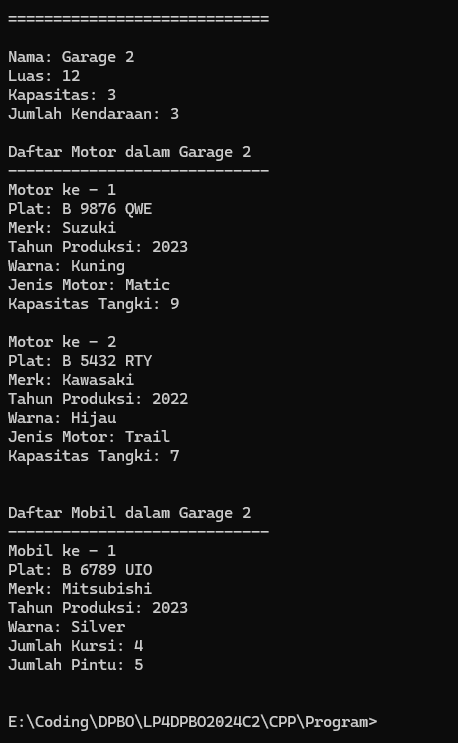 =============================
Nama: Garage 2
Luas: 12
Kapasitas: 3
Jumlah Kendaraan: 3
Daftar Motor dalam Garage 2
-----------------------------
Motor ke - 1
Plat: B 9876 QWE
Merk: Suzuki
Tahun Produksi: 2023
Warna: Kuning
Jenis Motor: Matic
Kapasitas Tangki: 9
Motor ke - 2
Plat: B 5432 RTY
Merk: Kawasaki
Tahun Produksi: 2022
Warna: Hijau
Jenis Motor: Trail
Kapasitas Tangki: 7
Daftar Mobil dalam Garage 2
-----------------------------
Mobil ke - 1
Plat: B 6789 UIO
Merk: Mitsubishi
Tahun Produksi: 2023
Warna: Silver
Jumlah Kursi: 4
Jumlah Pintu: 5
E:\Coding\DPBO\LP4DPBO2024C2\CPP\Program>